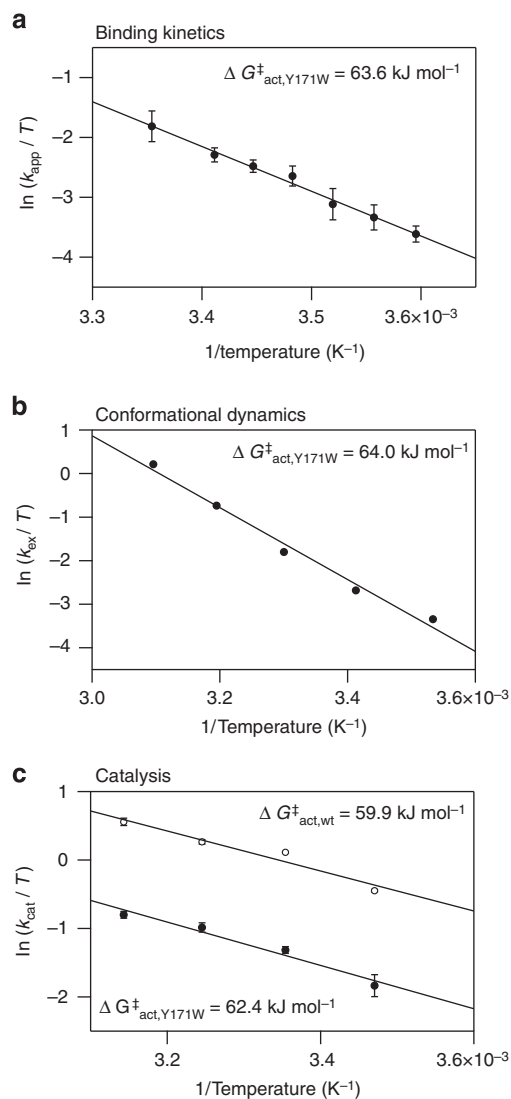 a
Binding kinetics
Δ G‡act,Y171W = 63.6 kJ mol–1
ln (kapp / T)
–1
–2
–3
–4
3.3
3.4
3.5
3.6×10–3
1/temperature (K–1)
b
Conformational dynamics
Δ G‡act,Y171W = 64.0 kJ mol–1
ln (kex / T)
1
0
–1
–2
–3
–4
3.0
3.2
3.4
3.6×10–3
1/Temperature (K–1)
c
Catalysis
Δ G‡act,wt = 59.9 kJ mol–1
ln (kcat / T)
1
0
–1
–2
Δ G‡act,Y171W = 62.4 kJ mol–1
3.2
3.4
3.6×10–3
1/Temperature (K–1)